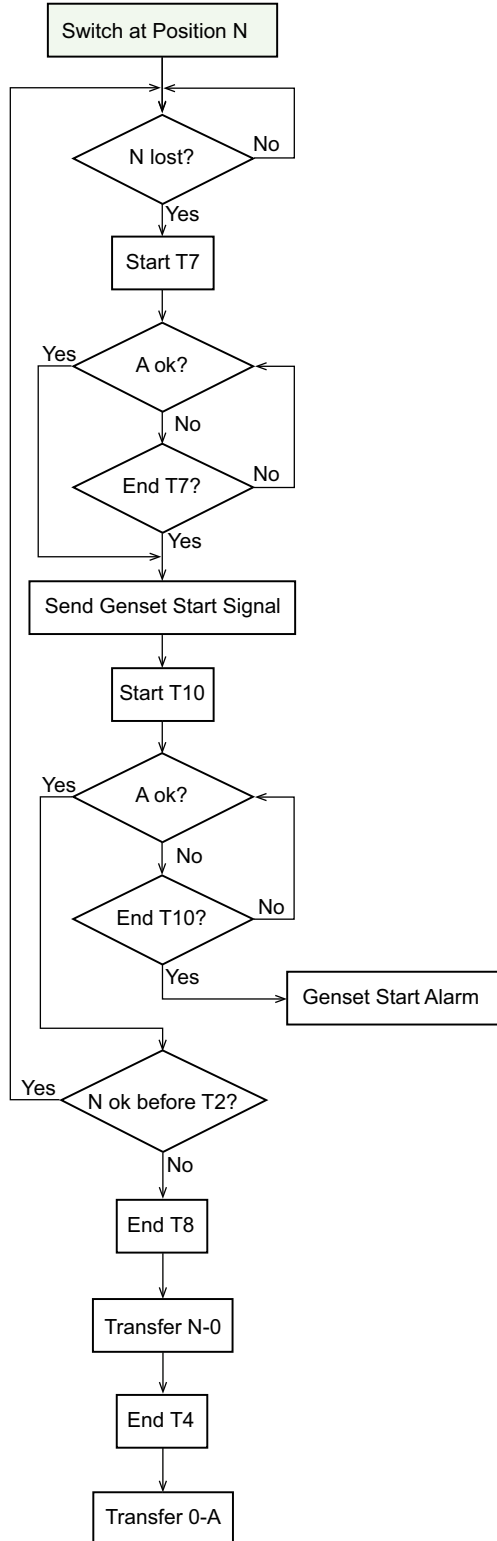 Switch at Position N
N lost?
No
Yes
Start T7
Yes
A ok?
No
End T7?
No
Yes
Send Genset Start Signal
Start T10
Yes
A ok?
No
End T10?
No
Yes
Genset Start Alarm
Yes
N ok before T2?
No
End T8
Transfer N-0
End T4
Transfer 0-A